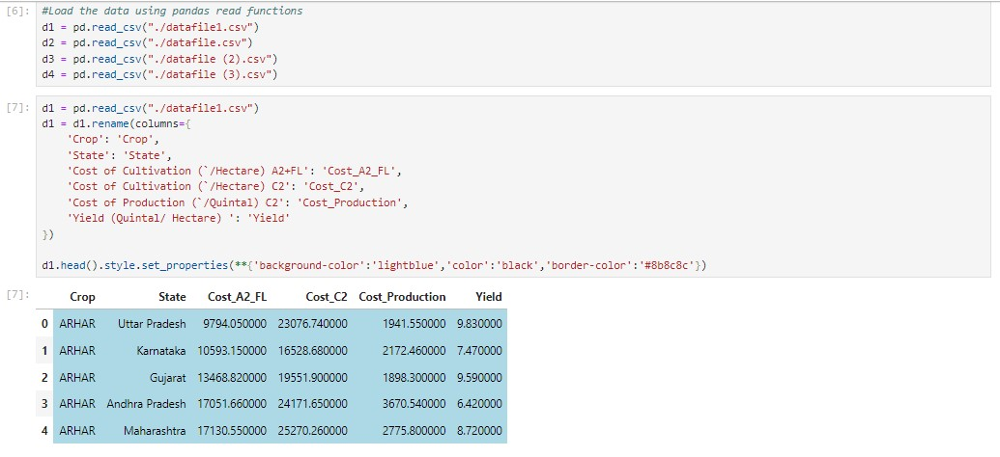 [6]: #Load the data using pandas read functions
d1 = pd.read_csv("./datafile1.csv")
d2 = pd.read_csv("./datafile.csv")
d3 = pd.read_csv("./datafile (2).csv")
d4 = pd.read_csv("./datafile (3).csv")
[7]: d1 = pd.read_csv("./datafile1.csv")
d1 = d1.rename(columns={
'Crop': 'Crop',
'State': 'State',
'Cost of Cultivation (`/Hectare) A2+FL': 'Cost_A2_FL',
'Cost of Cultivation (`/Hectare) C2': 'Cost_C2',
'Cost of Production (`/Quintal) C2': 'Cost_Production',
'Yield (Quintal/ Hectare) ': 'Yield'
})
d1.head().style.set_properties(**{'background-color':'lightblue','color':'black','border-color':'#8b8c8c'})
[7]: Crop State Cost_A2_FL Cost_C2 Cost_Production Yield
0 ARHAR Uttar Pradesh 9794.050000 23076.740000 1941.550000 9.830000
1 ARHAR Karnataka 10593.150000 16528.680000 2172.460000 7.470000
2 ARHAR Gujarat 13468.820000 19551.900000 1898.300000 9.590000
3 ARHAR Andhra Pradesh 17051.660000 24171.650000 3670.540000 6.420000
4 ARHAR Maharashtra 17130.550000 25270.260000 2775.800000 8.720000